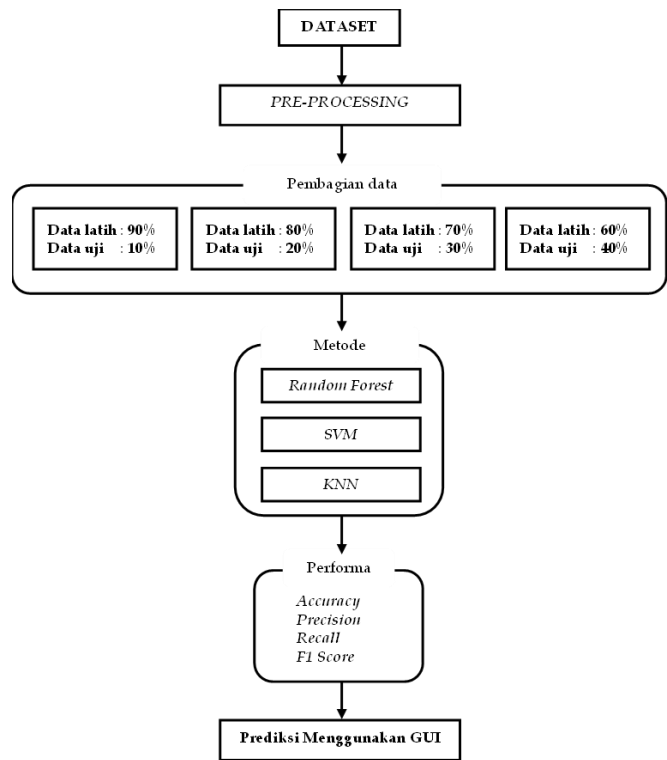 DATASET
PRE-PROCESSING
Pembagian data
Data latih : 90%
Data uji : 10%
Data latih : 80%
Data uji : 20%
Data latih : 70%
Data uji : 30%
Data latih : 60%
Data uji : 40%
Metode
Random Forest
SVM
KNN
Performa
Accuracy
Precision
Recall
F1 Score
Prediksi Menggunakan GUI